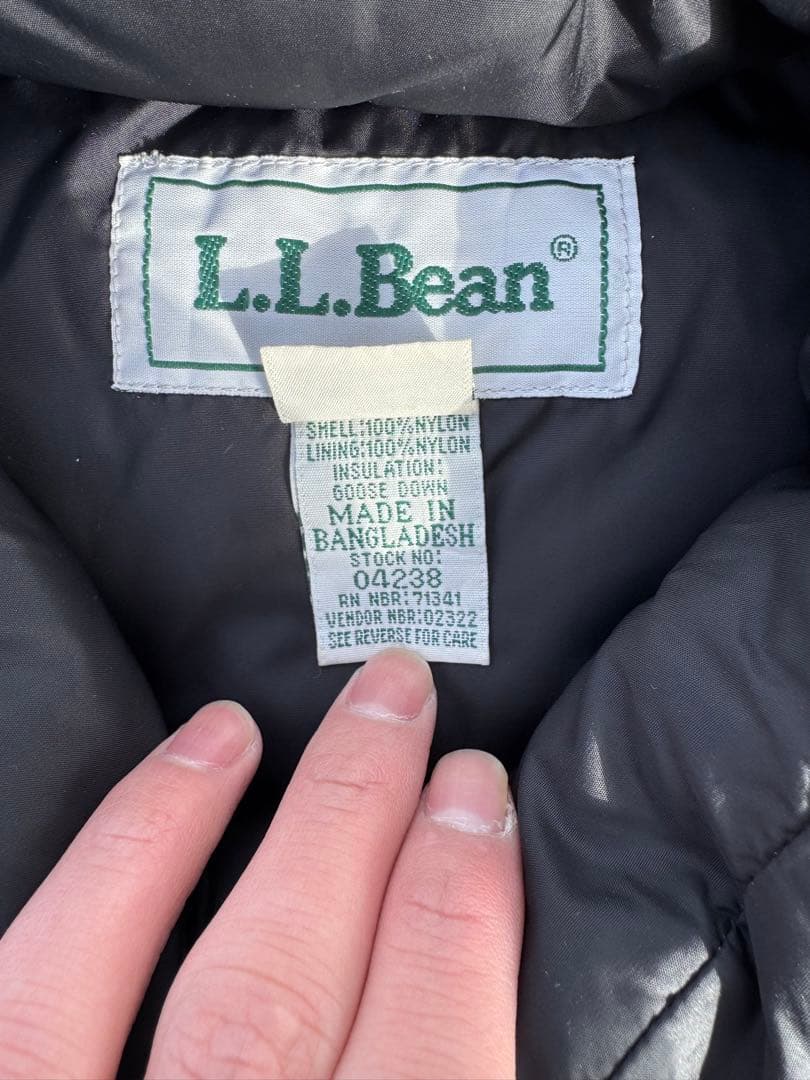 L.L.Bean®
SHELL:100%NYLON
LINING:100%NYLON
INSULATION:
GOOSE DOWN
MADE IN
BANGLADESH
STOCK NO:
04238
RN NBR:71341
VENDOR NBR:02322
SEE REVERSE FOR CARE